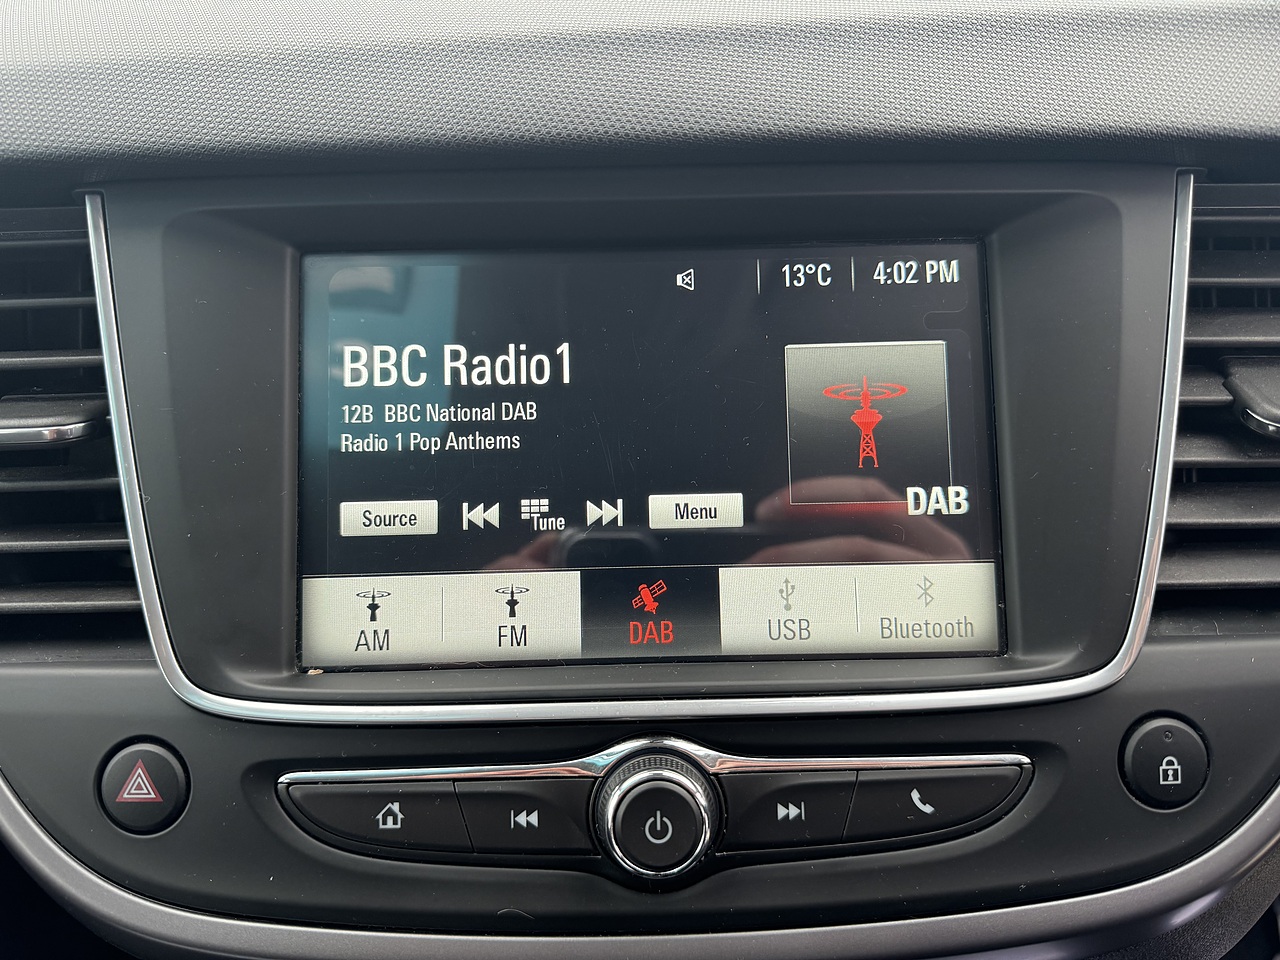 13°C 4:02 PM
BBC Radio1
12B BBC National DAB
Radio 1 Pop Anthems
DAB
Source Tune Menu
AM FM DAB USB Bluetooth